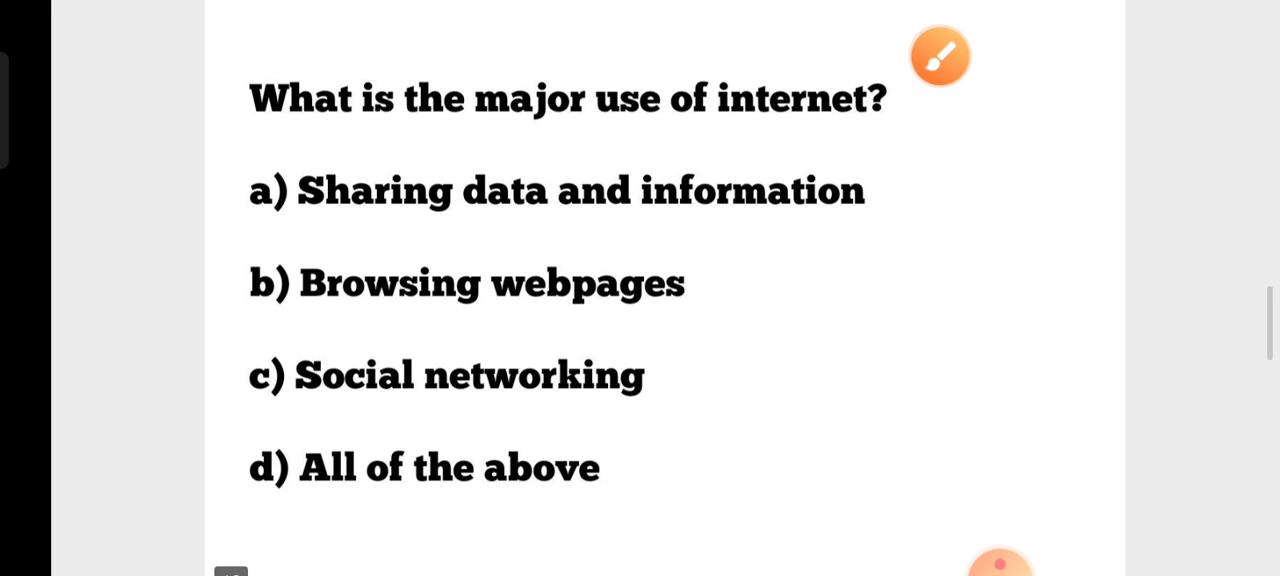 What is the major use of internet?
a) Sharing data and information
b) Browsing webpages
c) Social networking
d) All of the above